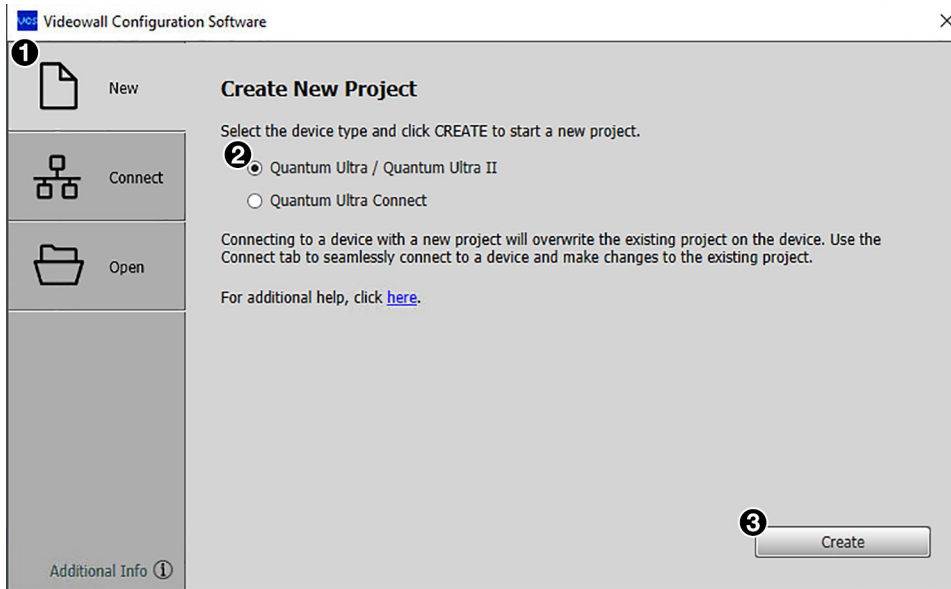 vcs Videowall Configuration Software
1
New
Connect
Open
Additional Info
Create New Project
Select the device type and click CREATE to start a new project.
2
Quantum Ultra / Quantum Ultra II
Quantum Ultra Connect
Connecting to a device with a new project will overwrite the existing project on the device. Use the
Connect tab to seamlessly connect to a device and make changes to the existing project.
For additional help, click here.
3
Create